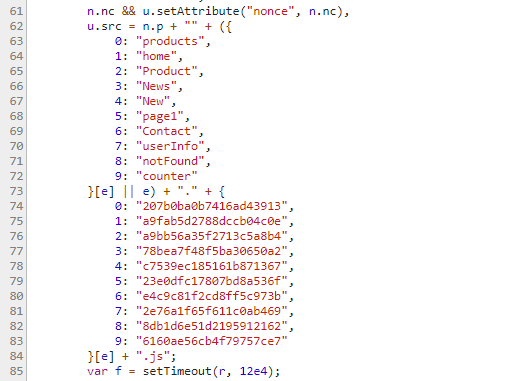 61 n.nc && u.setAttribute("nonce", n.nc),
62 u.src = n.p + "" + ({
63 0: "products",
64 1: "home",
65 2: "Product",
66 3: "News",
67 4: "New",
68 5: "page1",
69 6: "Contact",
70 7: "userInfo",
71 8: "notFound",
72 9: "counter"
73 }[e] || e) + "." + {
74 0: "207b0ba0b7416ad43913",
75 1: "a9fab5d2788dccb04c0e",
76 2: "a9bb56a35f2713c5a8b4",
77 3: "78bea7f48f5ba30650a2",
78 4: "c7539ec185161b871367",
79 5: "23e0dfc17807bd8a536f",
80 6: "e4c9c81f2cd8ff5c973b",
81 7: "2e76a1f65f611c0ab469",
82 8: "8db1d6e51d2195912162",
83 9: "6160ae56cb4f79757ce7"
84 }[e] + ".js";
85 var f = setTimeout(r, 12e4);